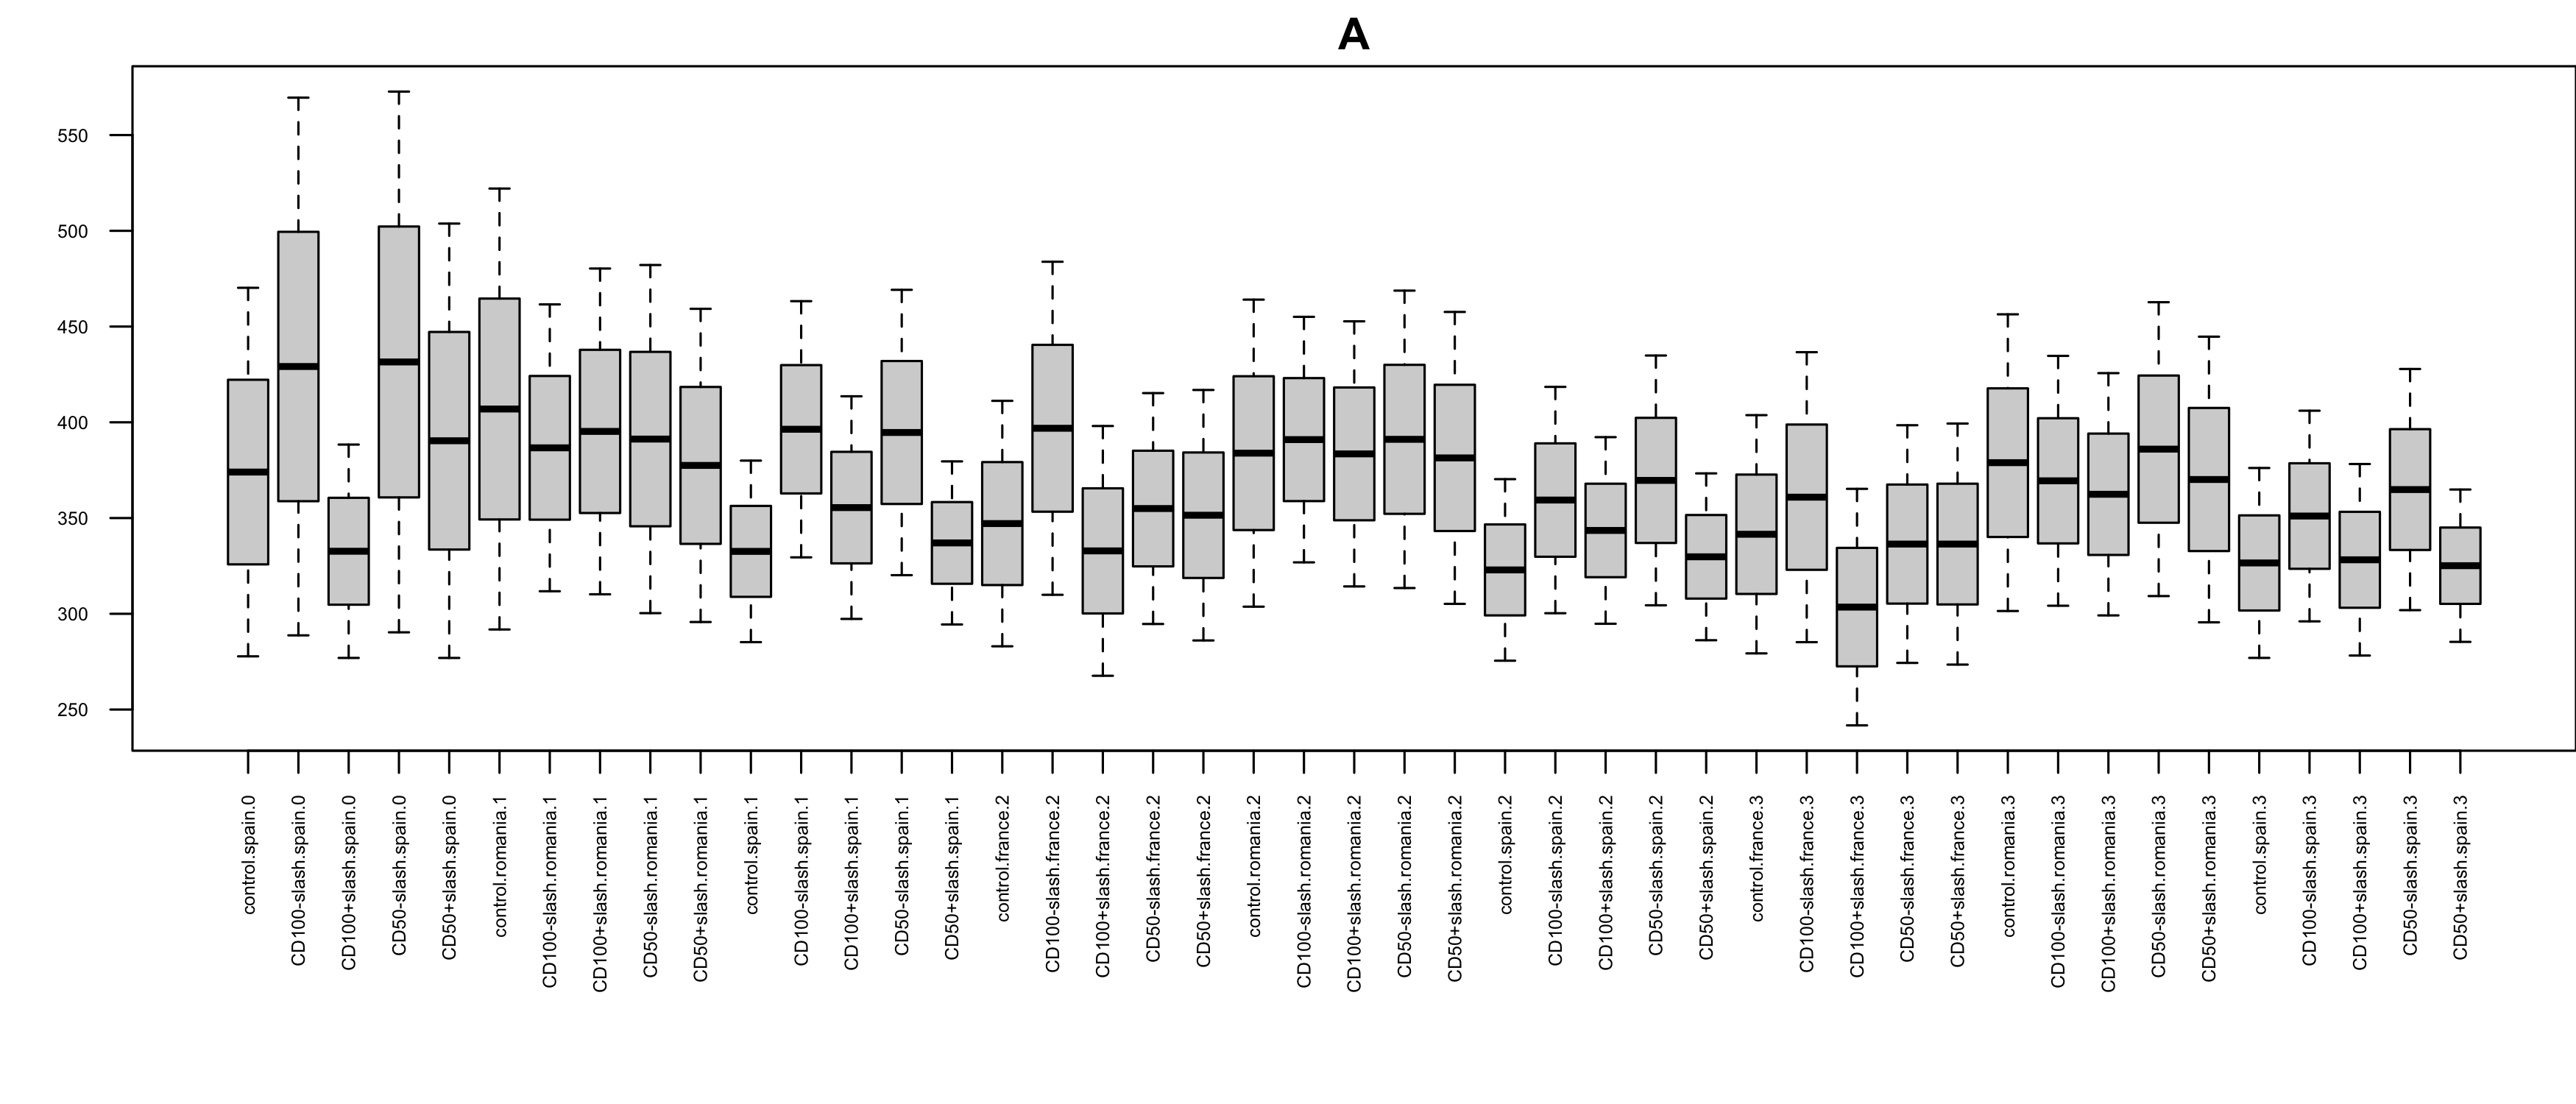 A
550
500
450
400
350
300
250
control.spain.0
CD100-slash.spain.0
CD100+slash.spain.0
CD50-slash.spain.0
CD50+slash.spain.0
control.romania.1
CD100-slash.romania.1
CD100+slash.romania.1
CD50-slash.romania.1
CD50+slash.romania.1
control.spain.1
CD100-slash.spain.1
CD100+slash.spain.1
CD50-slash.spain.1
CD50+slash.spain.1
control.france.2
CD100-slash.france.2
CD100+slash.france.2
CD50-slash.france.2
CD50+slash.france.2
control.romania.2
CD100-slash.romania.2
CD100+slash.romania.2
CD50-slash.romania.2
CD50+slash.romania.2
control.spain.2
CD100-slash.spain.2
CD100+slash.spain.2
CD50-slash.spain.2
CD50+slash.spain.2
control.france.3
CD100-slash.france.3
CD100+slash.france.3
CD50-slash.france.3
CD50+slash.france.3
control.romania.3
CD100-slash.romania.3
CD100+slash.romania.3
CD50-slash.romania.3
CD50+slash.romania.3
control.spain.3
CD100-slash.spain.3
CD100+slash.spain.3
CD50-slash.spain.3
CD50+slash.spain.3